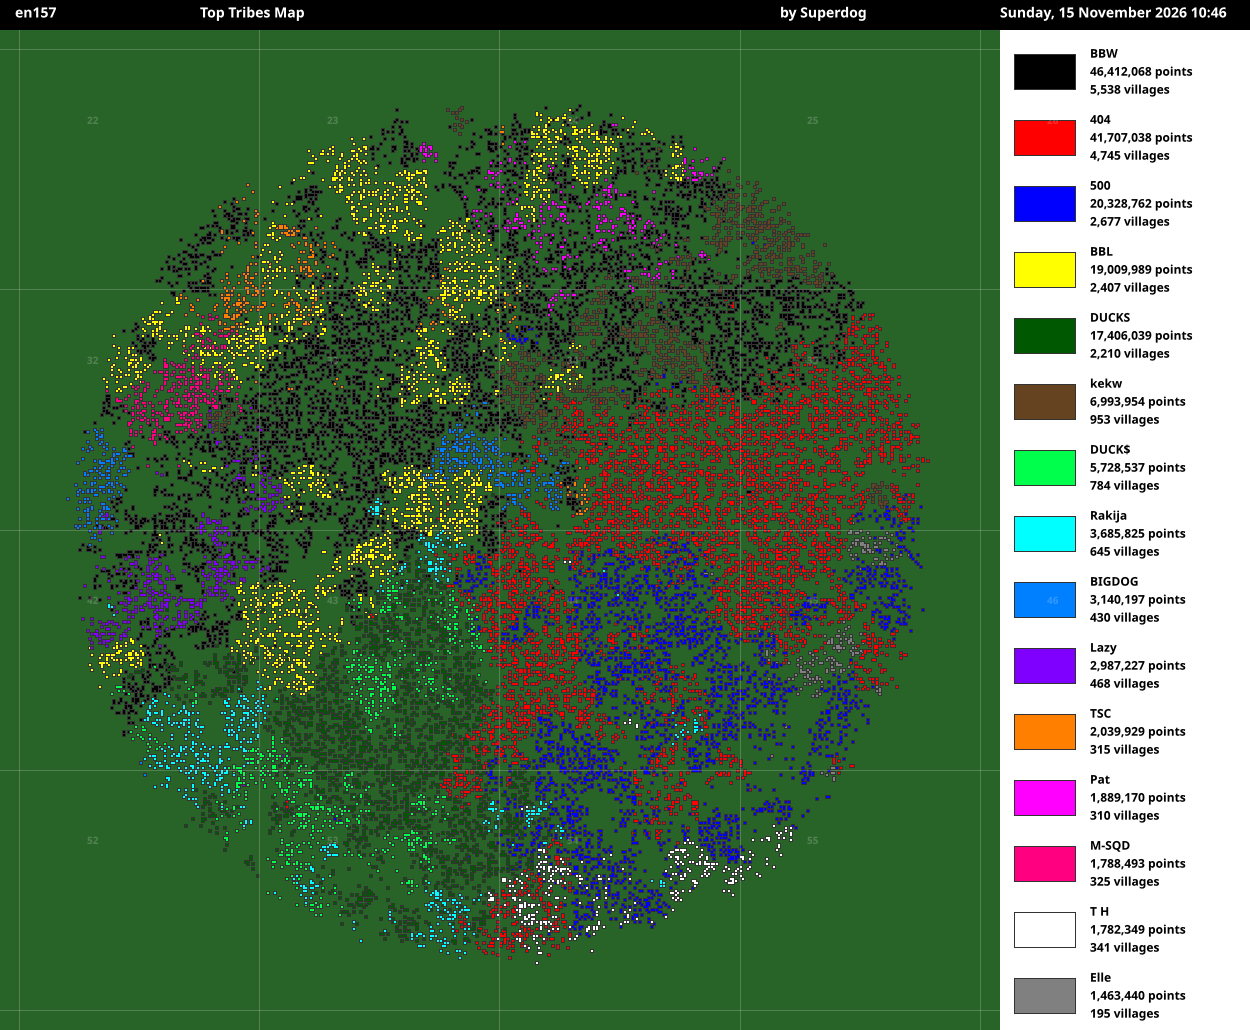 en157 Top Tribes Map by Superdog Sunday, 15 November 2026 10:46
BBW
46,412,068 points
5,538 villages
404
41,707,038 points
4,745 villages
500
20,328,762 points
2,677 villages
BBL
19,009,989 points
2,407 villages
DUCKS
17,406,039 points
2,210 villages
kekw
6,993,954 points
953 villages
DUCK$
5,728,537 points
784 villages
Rakija
3,685,825 points
645 villages
BIGDOG
3,140,197 points
430 villages
Lazy
2,987,227 points
468 villages
TSC
2,039,929 points
315 villages
Pat
1,889,170 points
310 villages
M-SQD
1,788,493 points
325 villages
T H
1,782,349 points
341 villages
Elle
1,463,440 points
195 villages
22 23 25
32
42 43 46
52 53 55